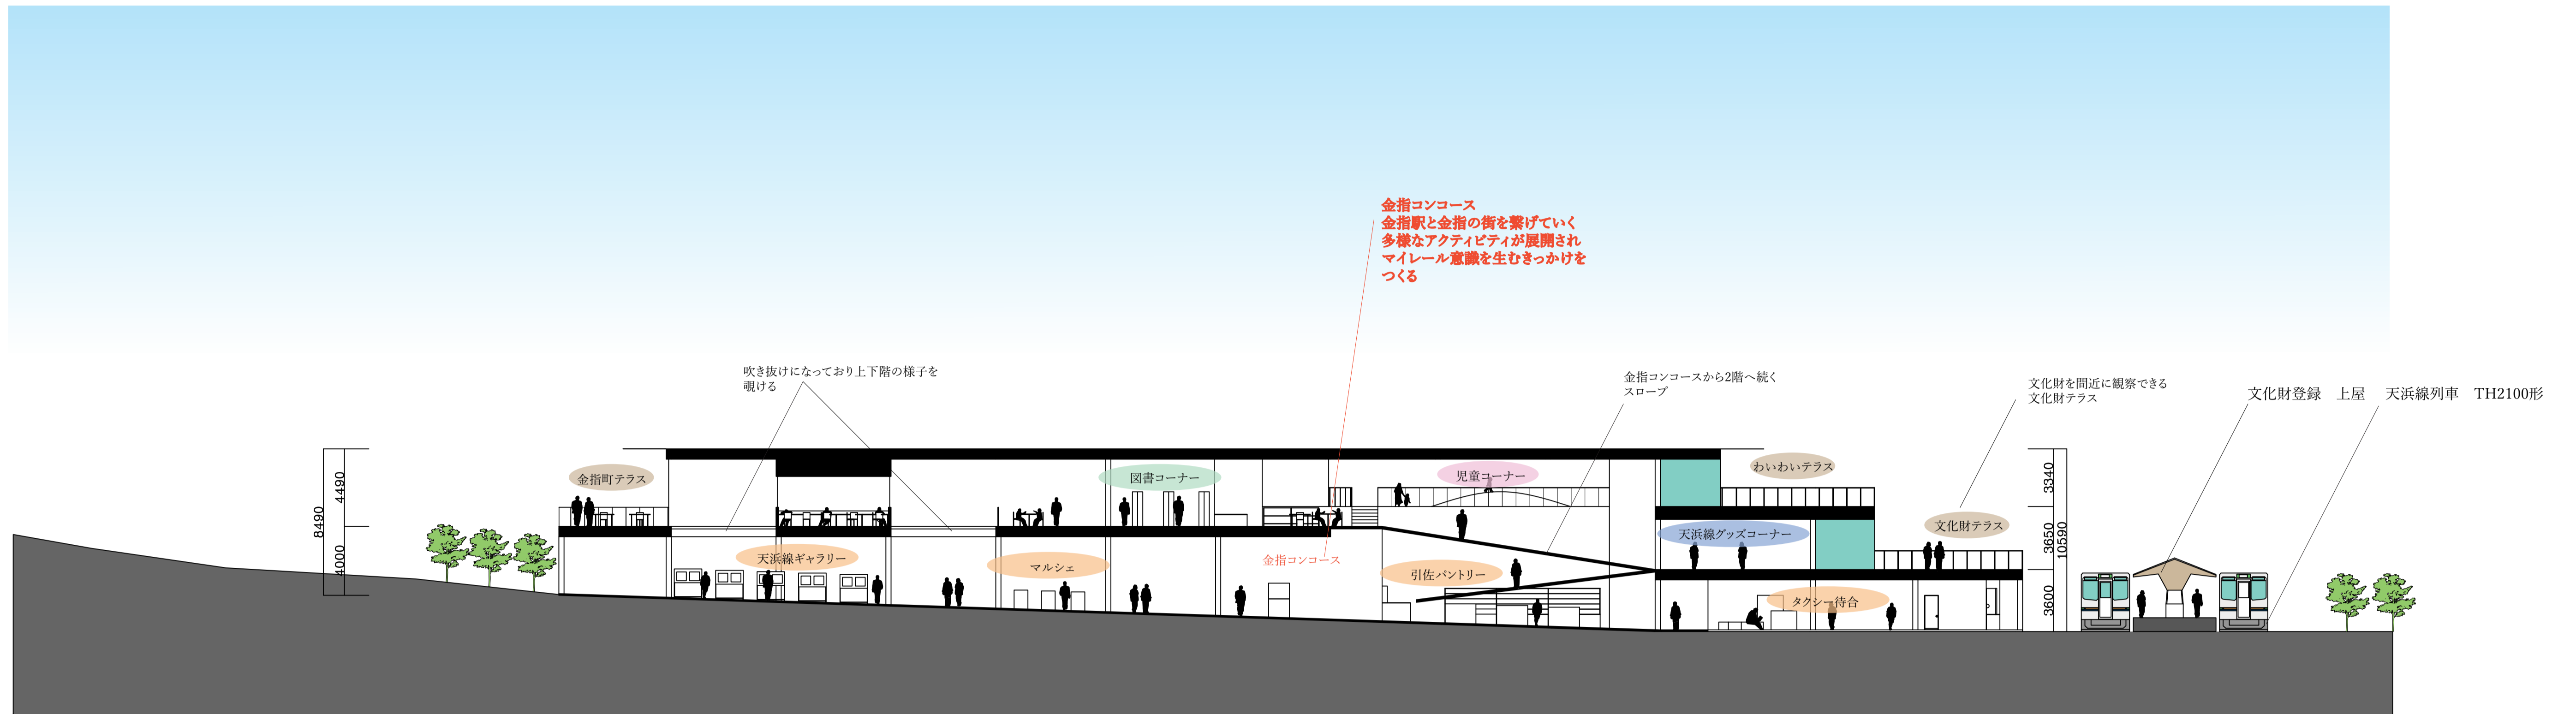 金指コンコース
金指駅と金指の街を繋げていく
多様なアクティビティが展開され
マイレール意識を生むきっかけを
つくる
吹き抜けになっており上下階の様子を
覗ける
金指コンコースから2階へ続く
スロープ
文化財を間近に観察できる
文化財テラス
文化財登録　上屋
天浜線列車　TH2100形
金指町テラス
図書コーナー
児童コーナー
わいわいテラス
天浜線グッズコーナー
文化財テラス
天浜線ギャラリー
マルシェ
金指コンコース
引佐パントリー
タクシー待合
8490
4490
4000
3340
3650
10590
3600